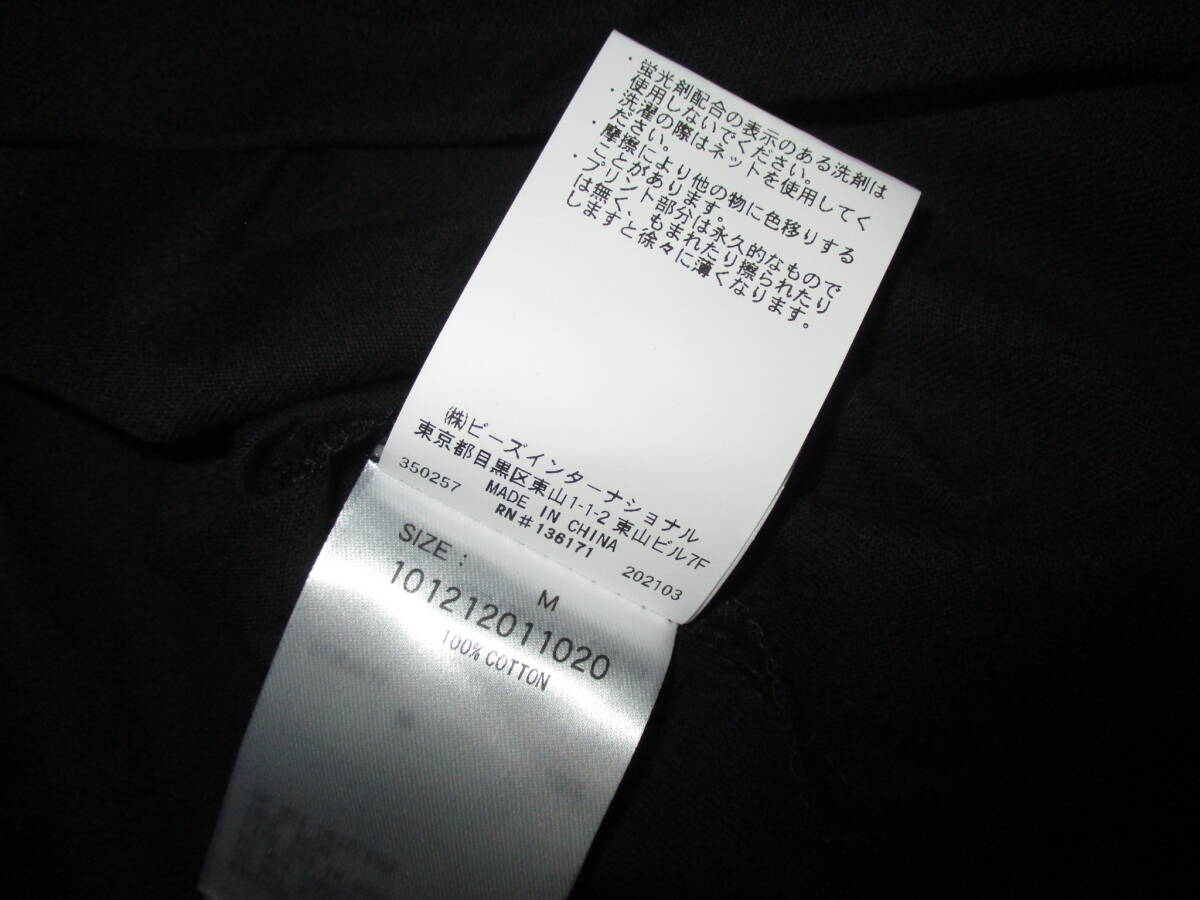 ・蛍光剤配合の表示のある洗剤は
使用しないでください。
・洗濯の際はネットを使用してく
ださい。
・摩擦により他の物に色移りする
ことがあります。
・プリント部分は永久的なもので
は無く、もまれたり擦られたり
しますと徐々に薄くなります。
㈱ビーズインターナショナル
東京都目黒区東山1-1-2 東山ビル7F
350257 MADE IN CHINA
RN#136171 202103
SIZE: M
101212011020
100% COTTON